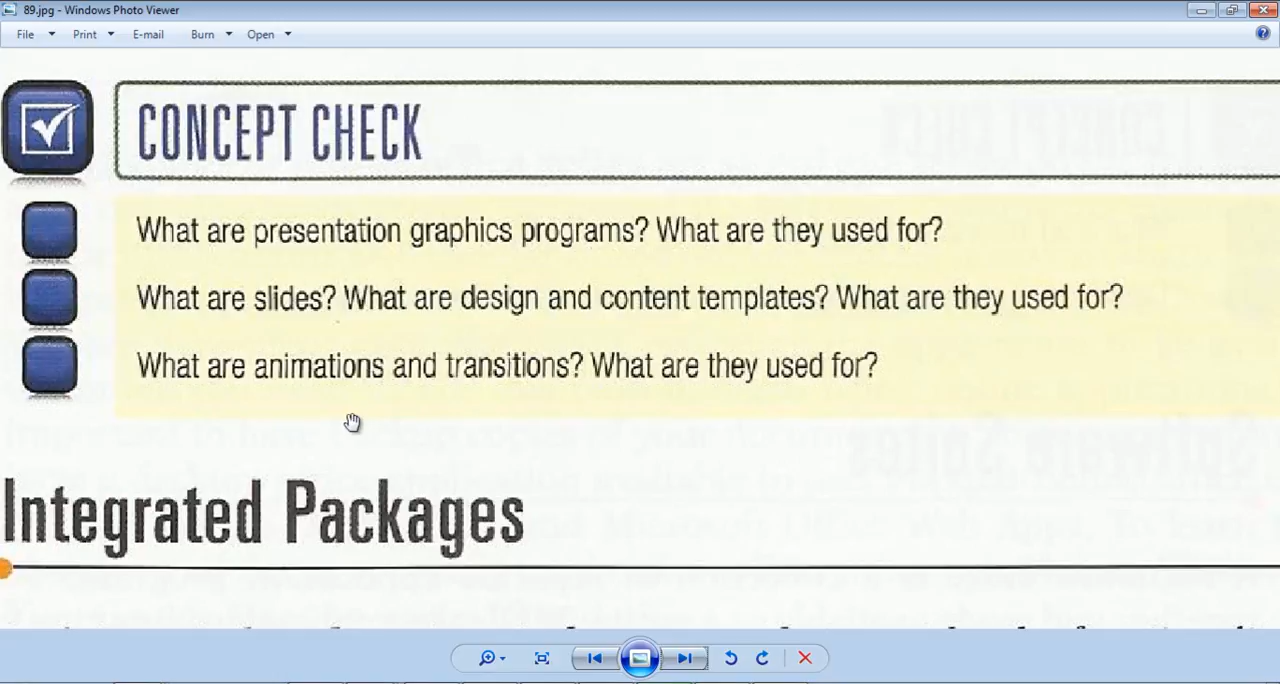 89.jpg - Windows Photo Viewer
File Print E-mail Burn Open
CONCEPT CHECK
What are presentation graphics programs? What are they used for?
What are slides? What are design and content templates? What are they used for?
What are animations and transitions? What are they used for?
Integrated Packages